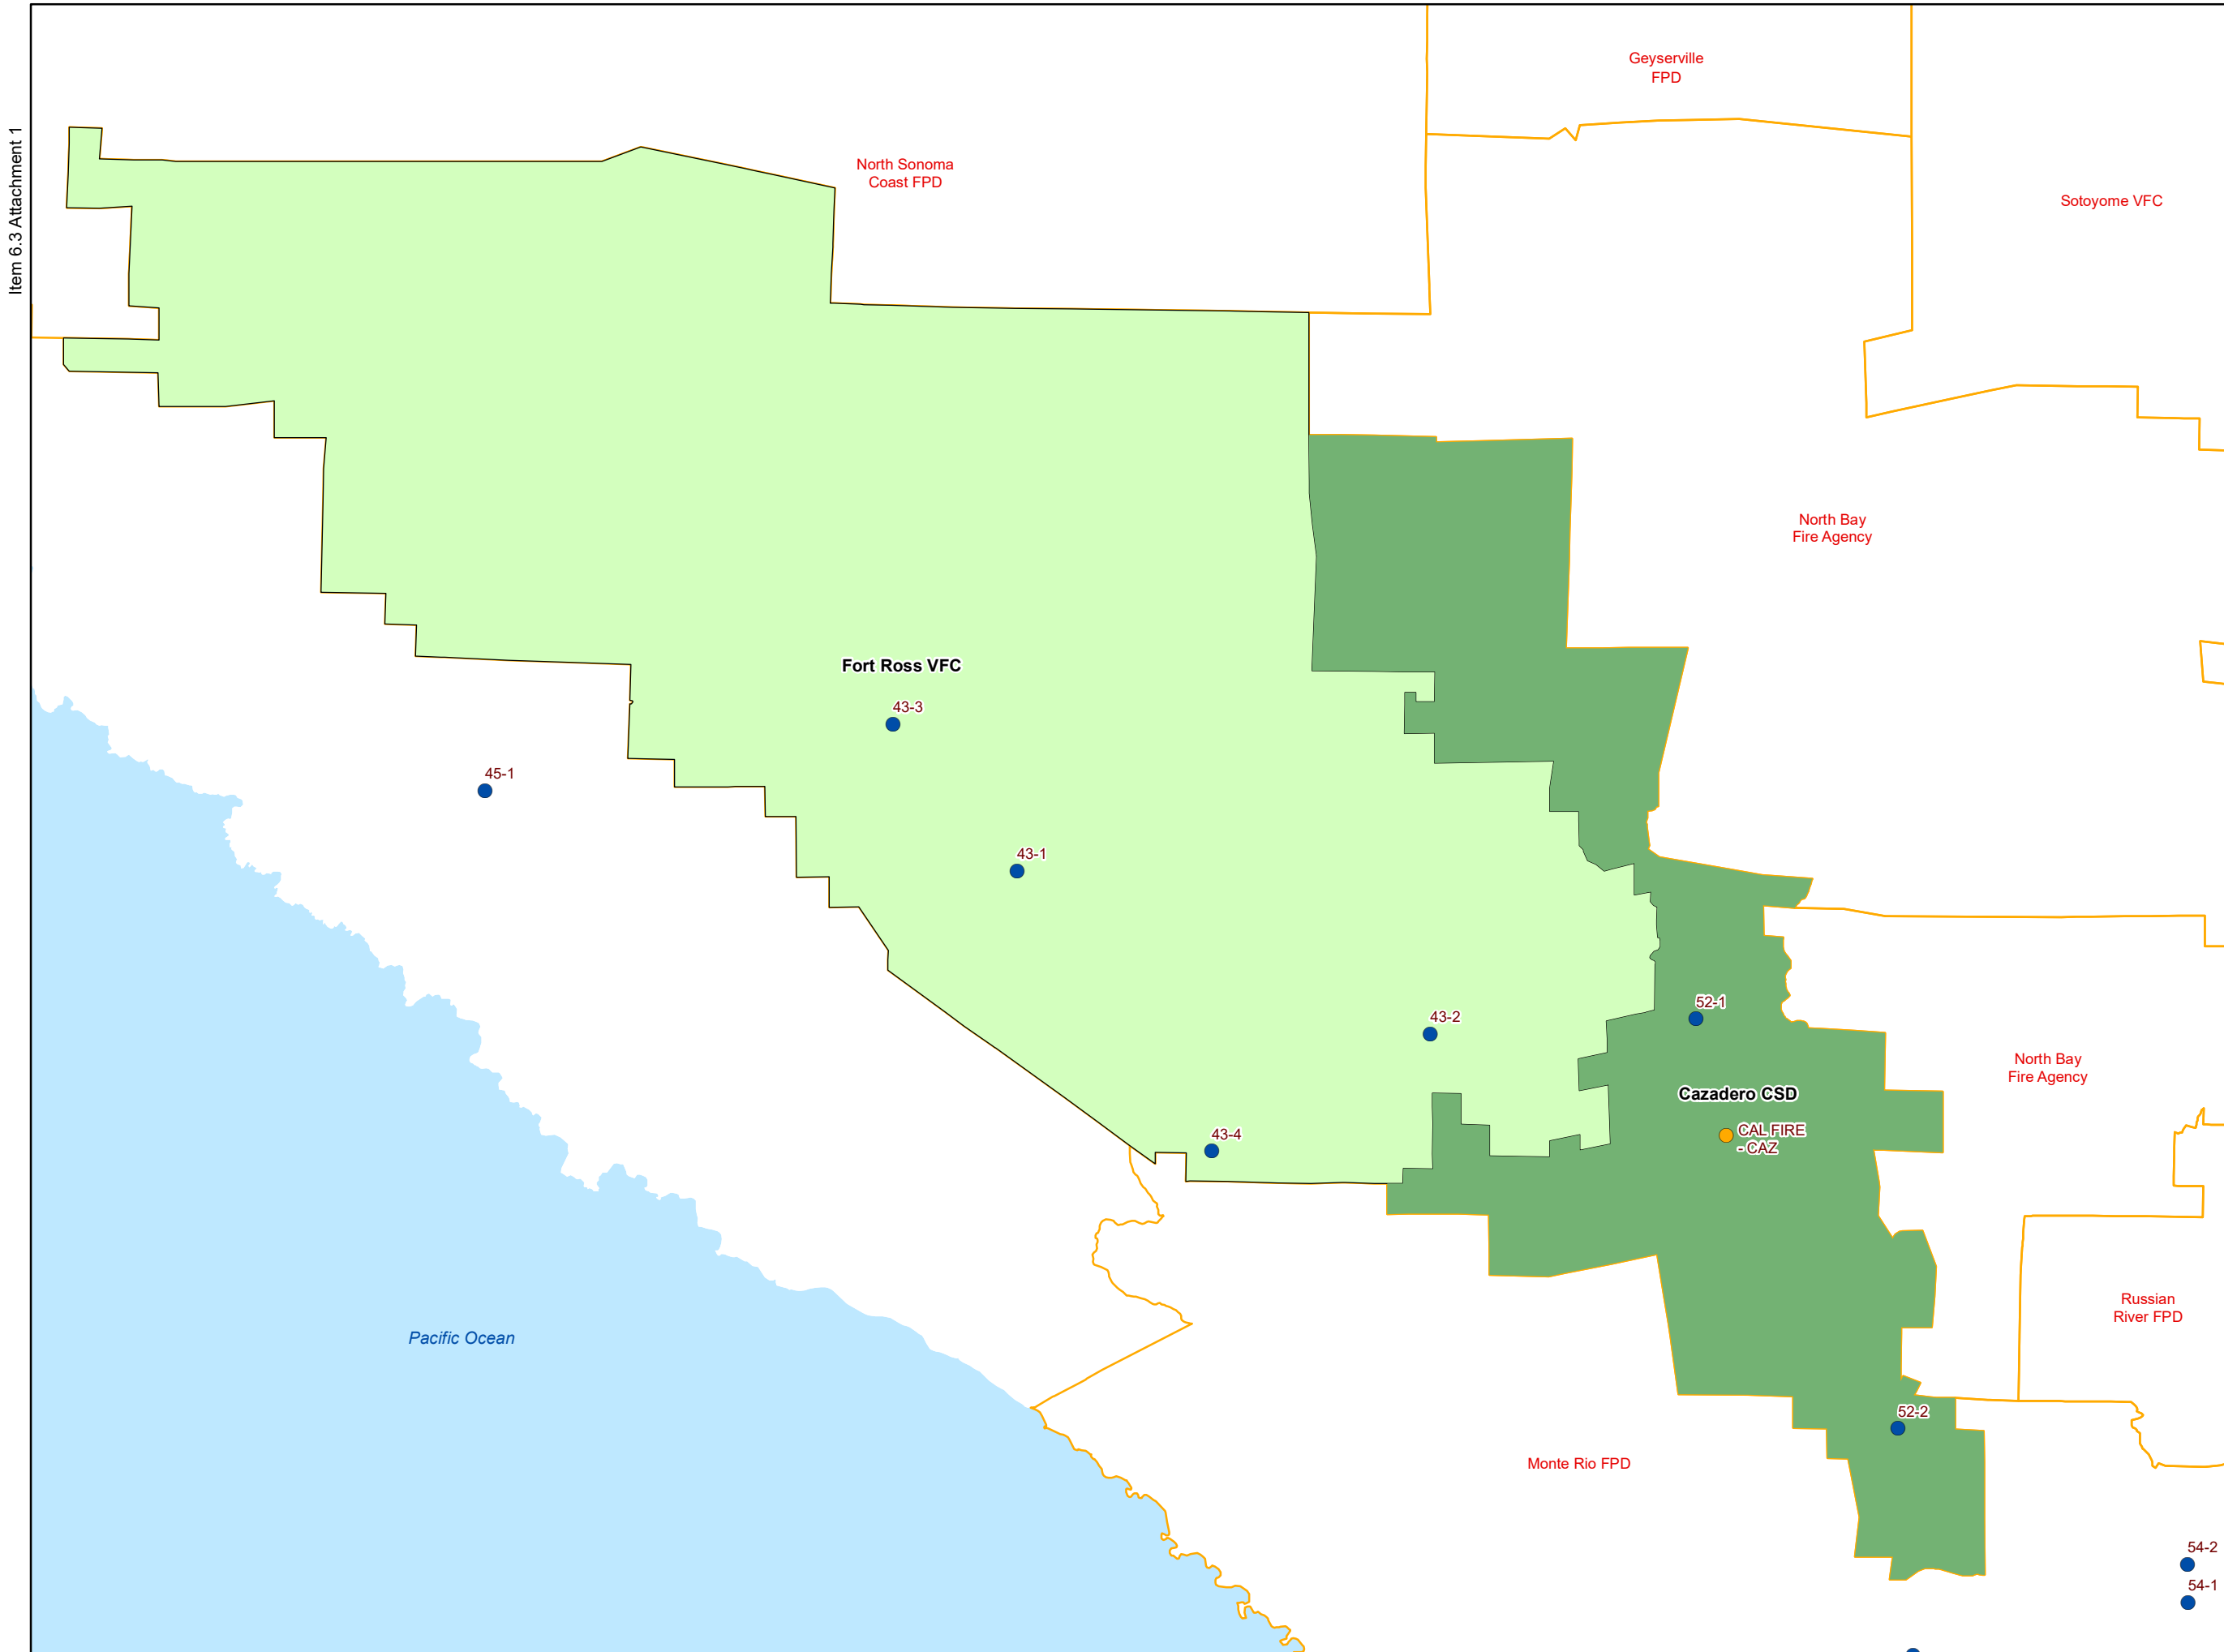 Item 6.3 Attachment 1
Geyserville
FPD
North Sonoma
Coast FPD
Sotoyome VFC
North Bay
Fire Agency
Fort Ross VFC
43-3
45-1
43-1
52-1
43-2
North Bay
Fire Agency
Cazadero CSD
43-4
CAL FIRE
- CAZ
Russian
River FPD
Pacific Ocean
52-2
Monte Rio FPD
54-2
54-1